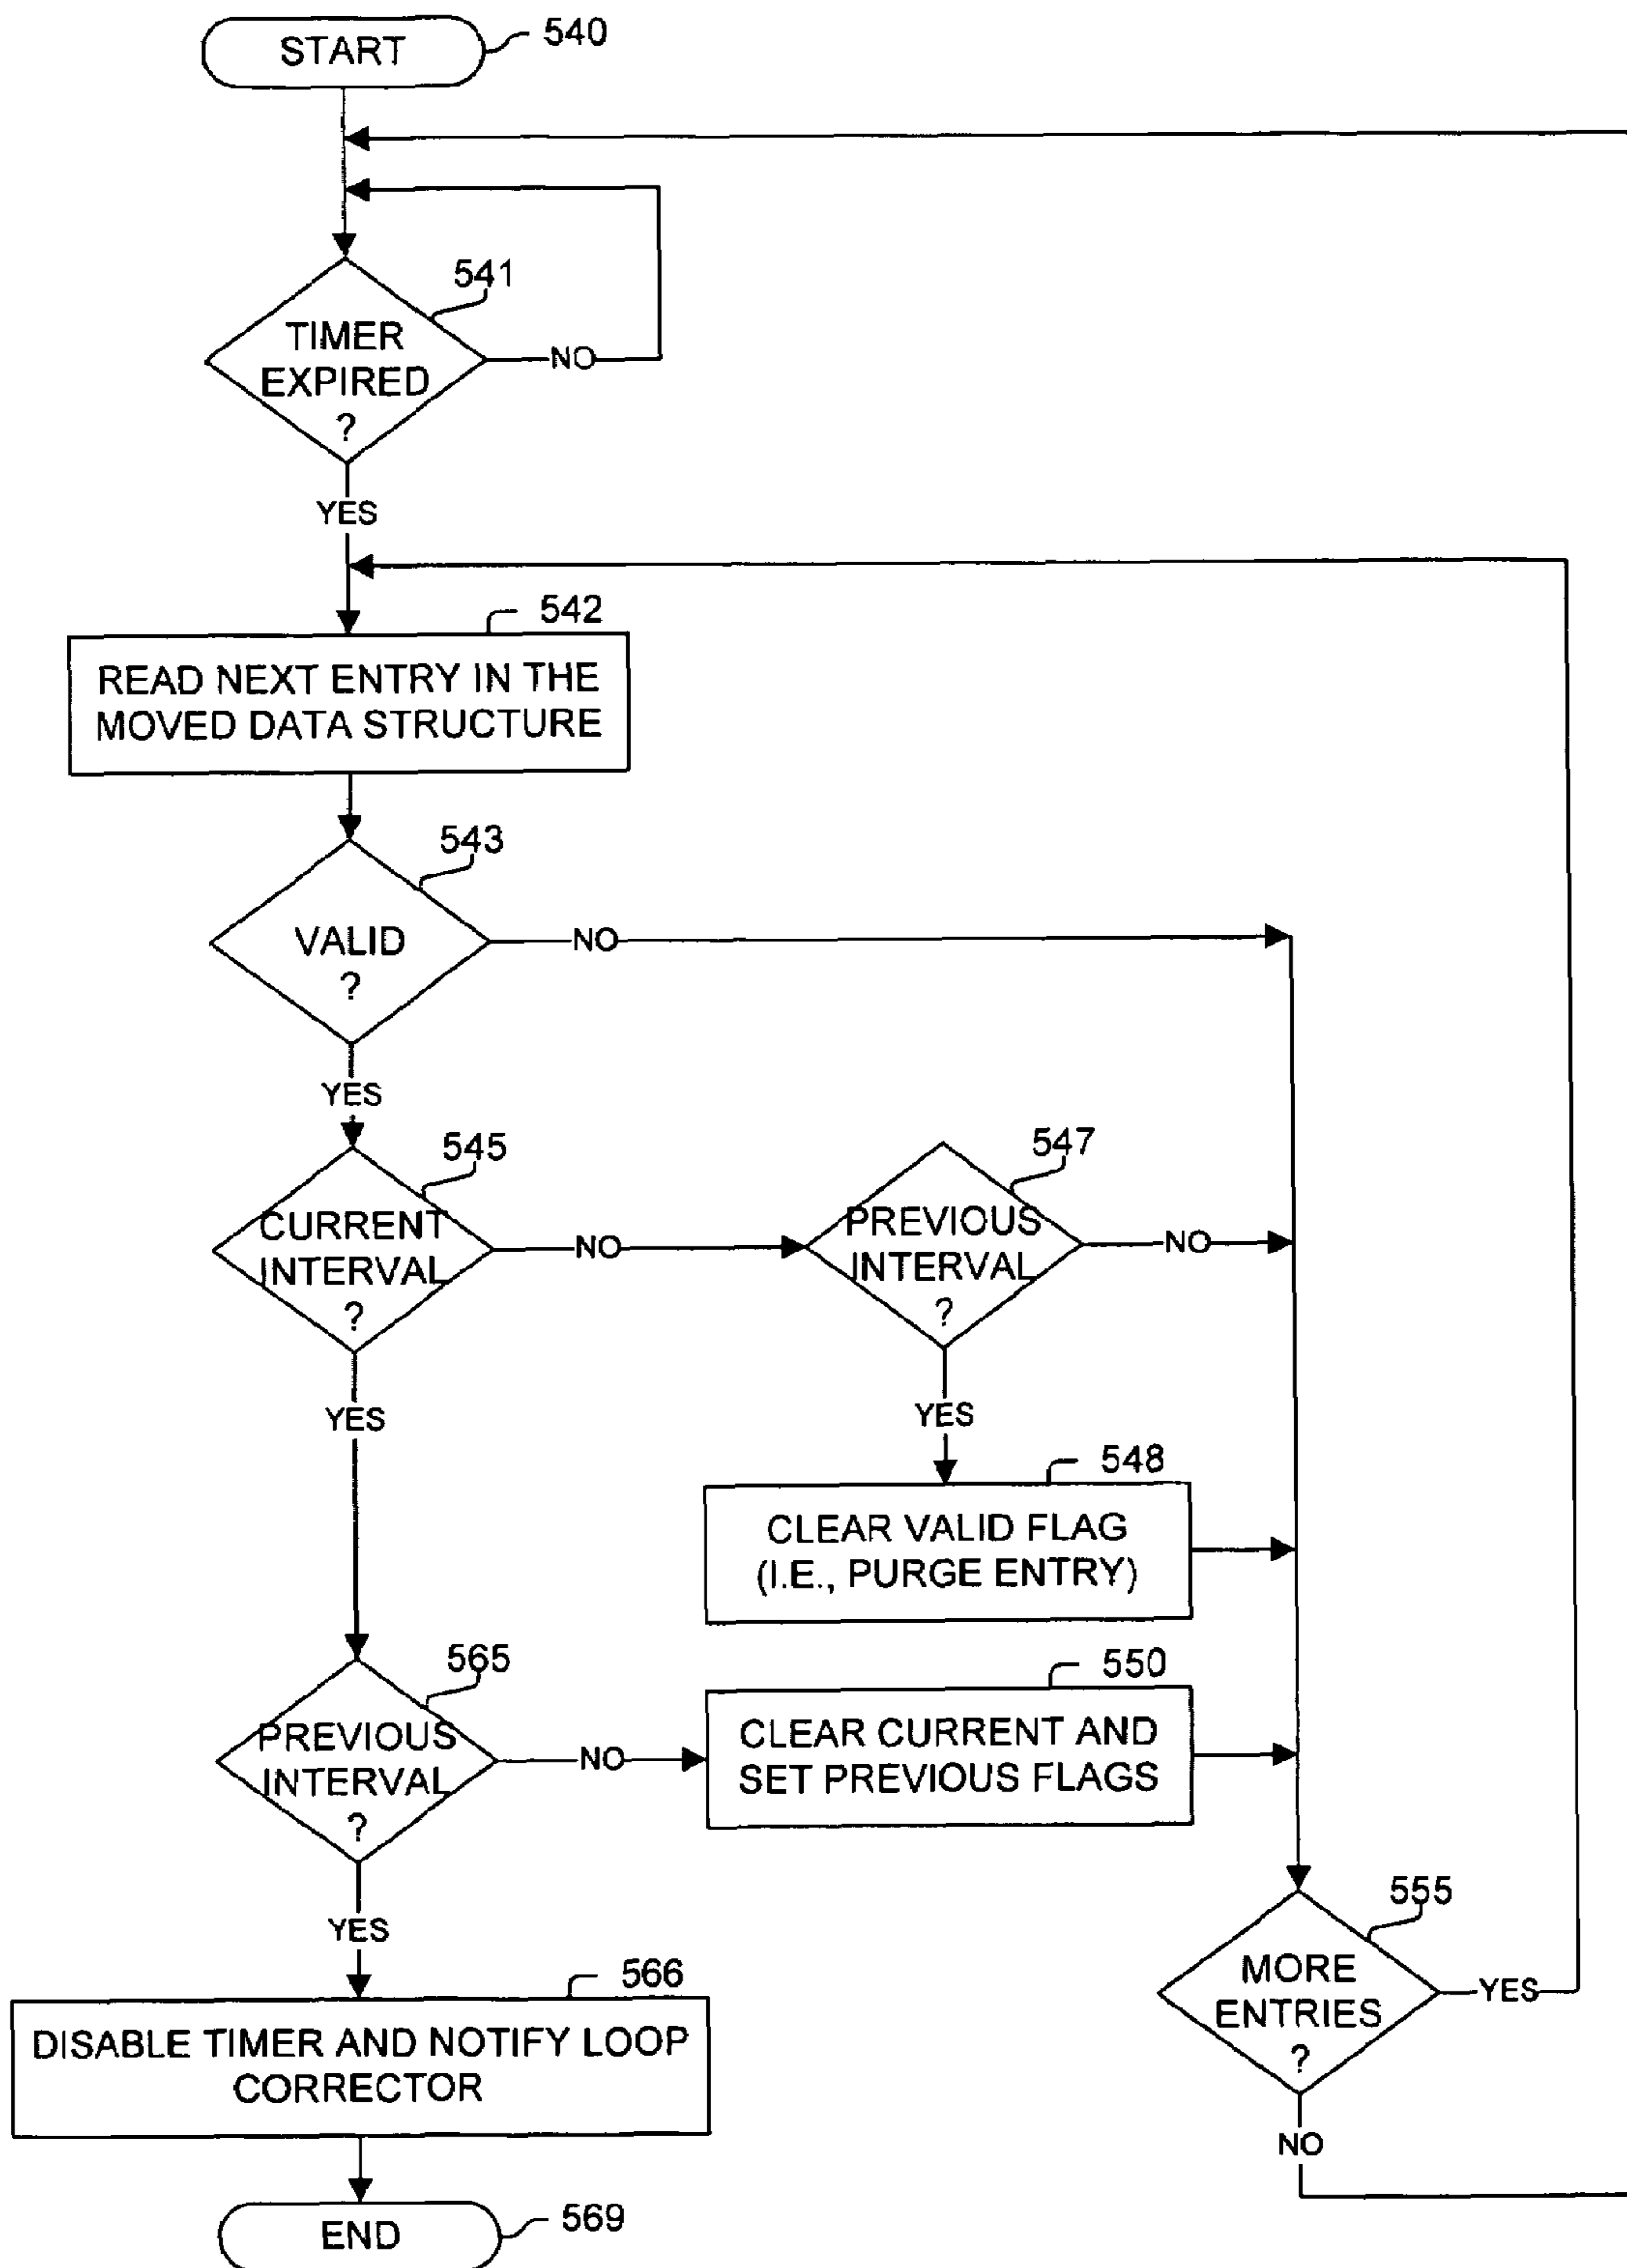 START
540
541
TIMER
EXPIRED
?
NO
YES
542
READ NEXT ENTRY IN THE
MOVED DATA STRUCTURE
543
VALID
?
NO
YES
545
CURRENT
INTERVAL
?
NO
547
PREVIOUS
INTERVAL
?
NO
YES
YES
548
CLEAR VALID FLAG
(I.E., PURGE ENTRY)
565
PREVIOUS
INTERVAL
?
NO
550
CLEAR CURRENT AND
SET PREVIOUS FLAGS
YES
555
MORE
ENTRIES
?
YES
566
DISABLE TIMER AND NOTIFY LOOP
CORRECTOR
NO
END
569